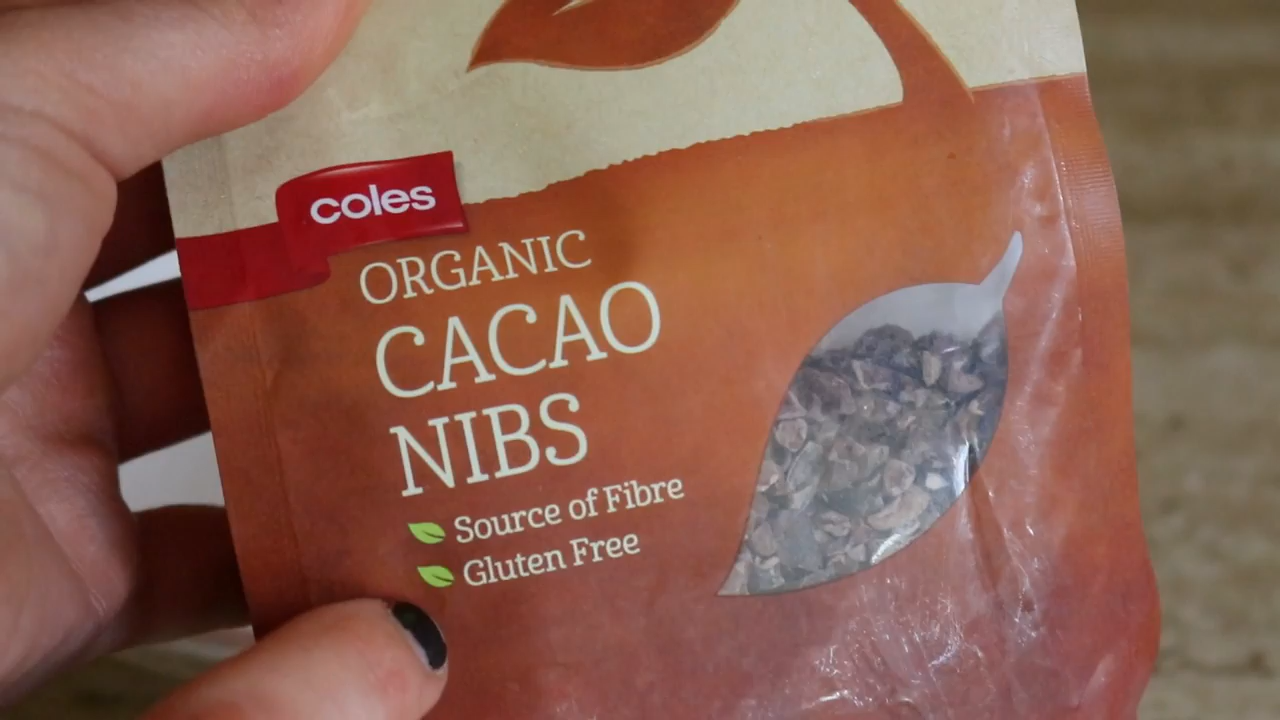 coles
ORGANIC
CACAO
NIBS
Source of Fibre
Gluten Free